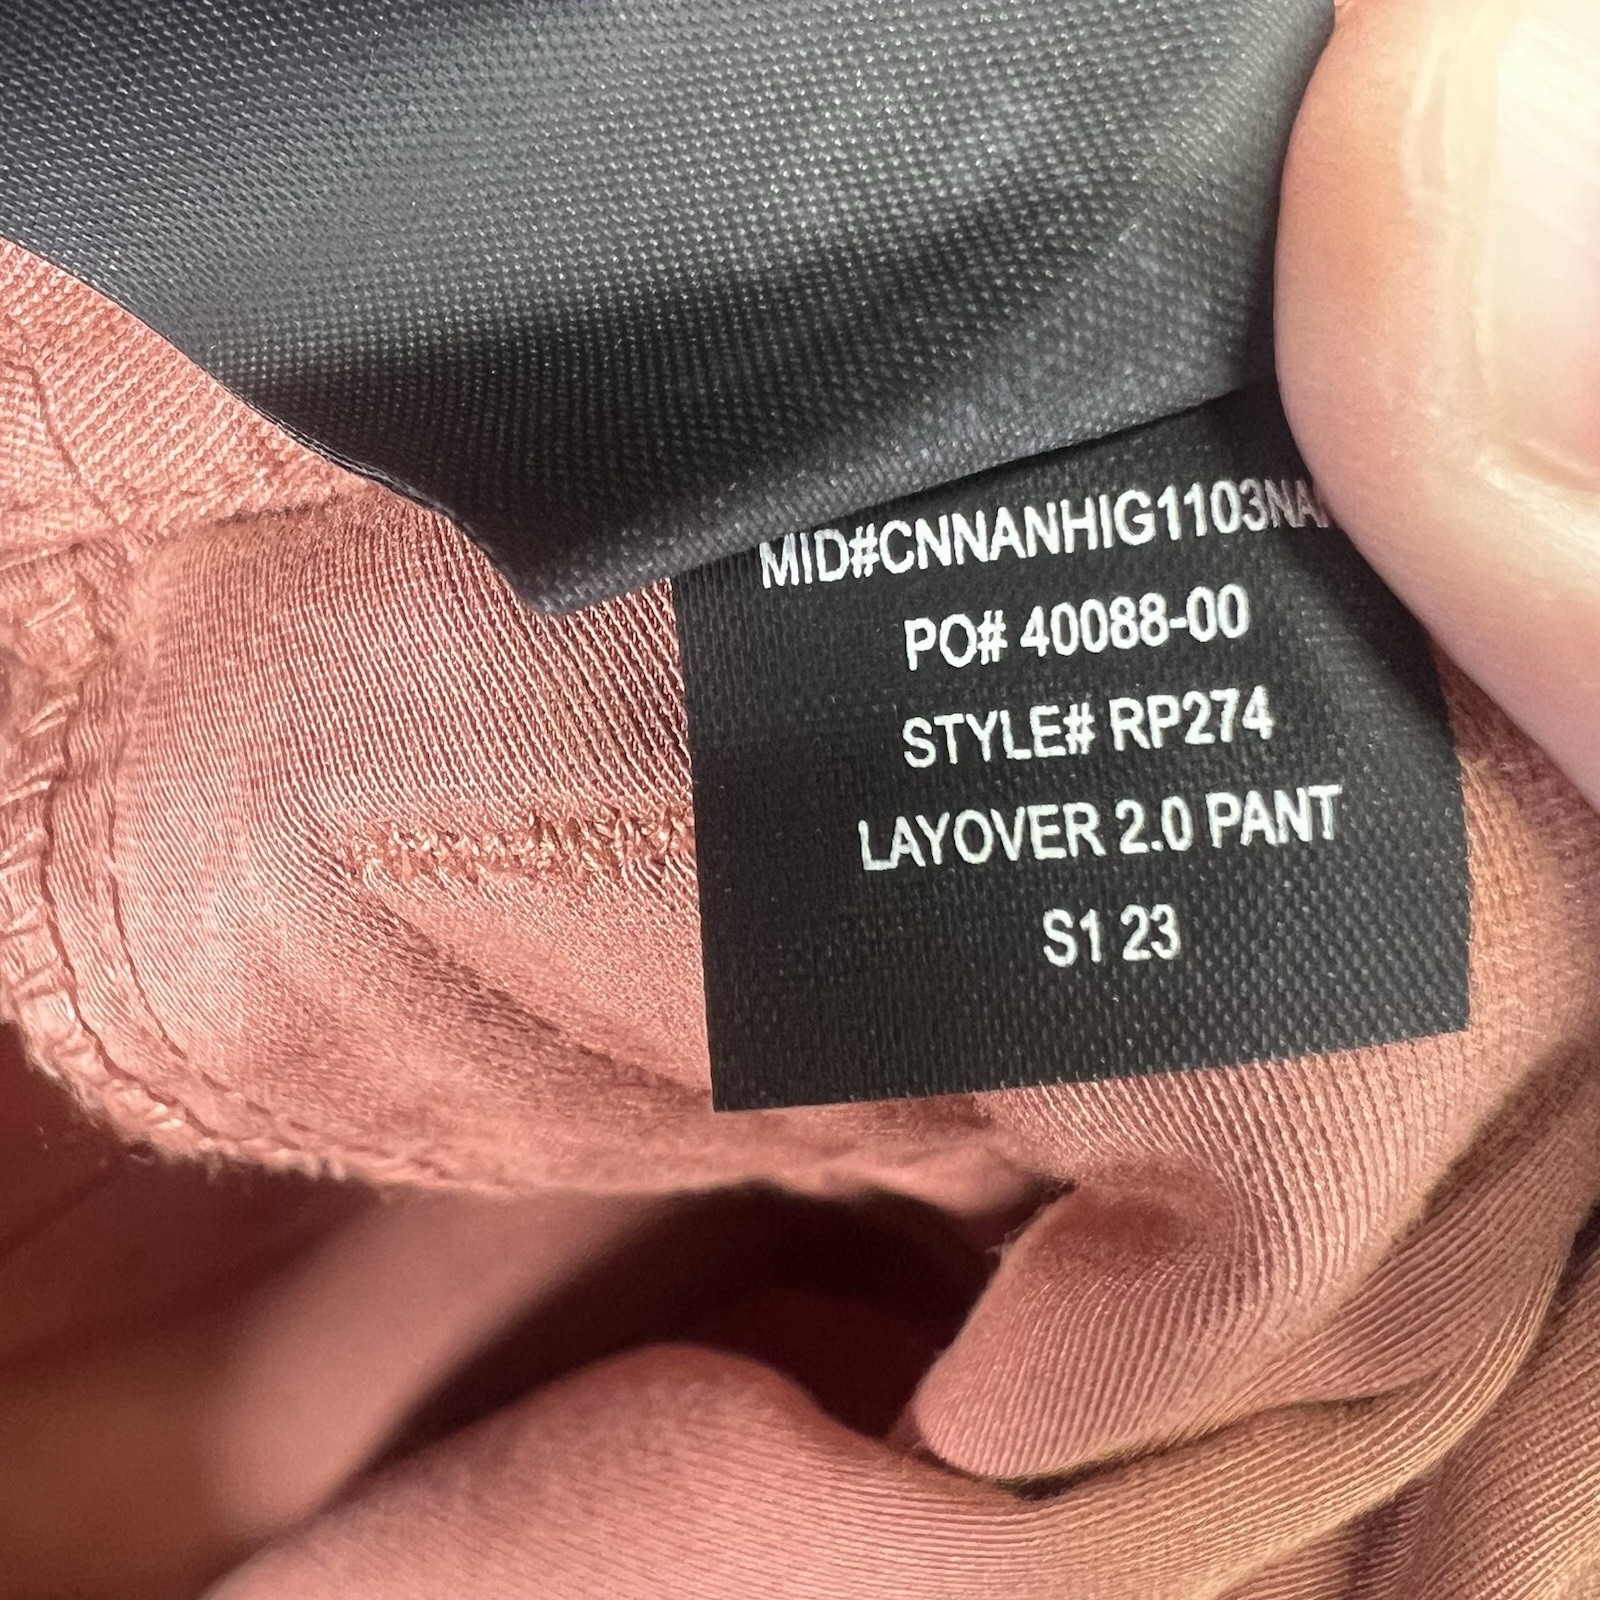 MID#CNNANHIG1103NA
PO# 40088-00
STYLE# RP274
LAYOVER 2.0 PANT
S1 23